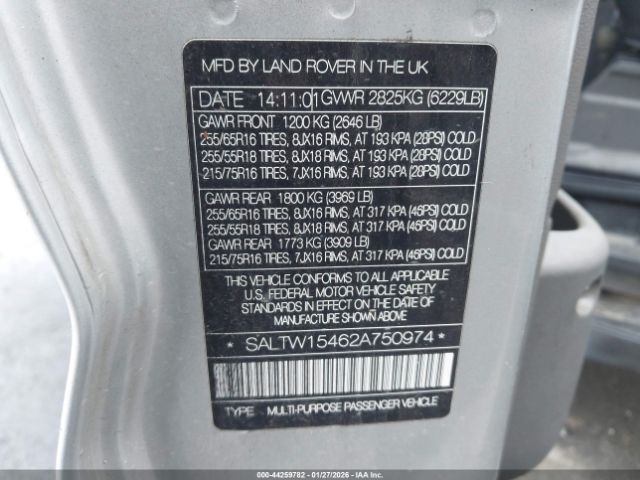 MFD BY LAND ROVER IN THE UK
DATE 14:11:01 GVWR 2825KG (6229LB)
GAWR FRONT 1200 KG (2646 LB)
255/65R16 TIRES, 8JX16 RIMS, AT 193 KPA (28PSI) COLD
255/55R18 TIRES, 8JX18 RIMS, AT 193 KPA (28PSI) COLD
215/75R16 TIRES, 7JX16 RIMS, AT 193 KPA (28PSI) COLD
GAWR REAR 1800 KG (3969 LB)
255/65R16 TIRES, 8JX16 RIMS, AT 317 KPA (46PSI) COLD
255/55R18 TIRES, 8JX18 RIMS, AT 317 KPA (46PSI) COLD
GAWR REAR 1773 KG (3909 LB)
215/75R16 TIRES, 7JX16 RIMS, AT 317 KPA (46PSI) COLD
THIS VEHICLE CONFORMS TO ALL APPLICABLE
U.S. FEDERAL MOTOR VEHICLE SAFETY
STANDARDS IN EFFECT ON THE DATE OF
MANUFACTURE SHOWN ABOVE
* SALTW15462A750974 *
TYPE MULTI-PURPOSE PASSENGER VEHICLE
000-44259782 | 01/27/2026 | IAAI.COM